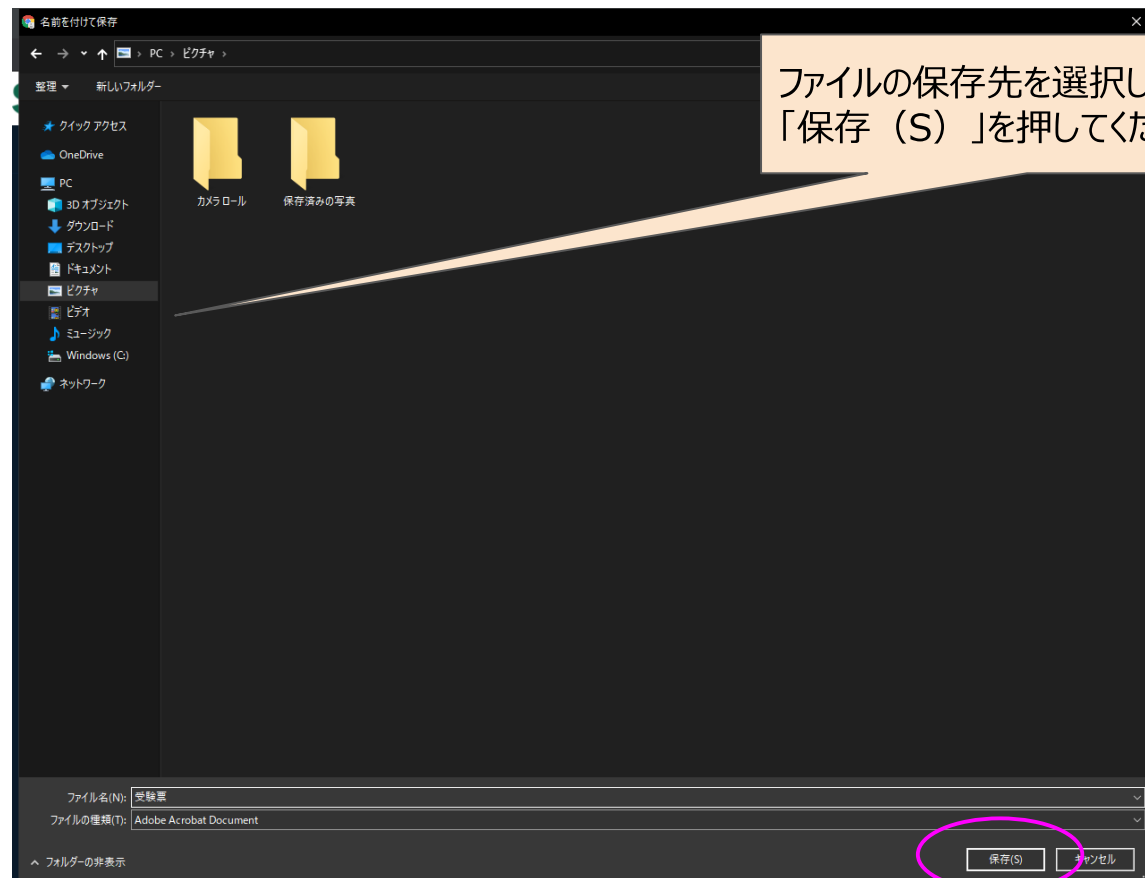 名前を付けて保存
PC › ピクチャ ›
整理 新しいフォルダー
ファイルの保存先を選択し
「保存（S）」を押してくだ
クイック アクセス
OneDrive
PC
3D オブジェクト
ダウンロード
デスクトップ
ドキュメント
ピクチャ
ビデオ
ミュージック
Windows (C:)
ネットワーク
カメラ ロール
保存済みの写真
ファイル名(N): 受験票
ファイルの種類(T): Adobe Acrobat Document
フォルダーの非表示
保存(S) キャンセル